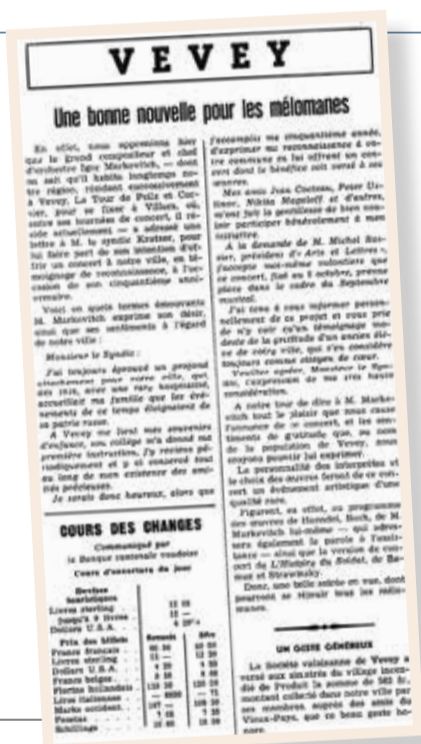 VEVEY
Une bonne nouvelle pour les mélomanes
En effet, nous apprenions hier
que le grand compositeur et chef
d'orchestre Igor Markevitch, — dont
on sait qu'il habita longtemps no-
tre région, résidant successivement
à Vevey, La Tour de Peilz et Cor-
sier, pour se fixer à Villars, où,
entre ses tournées de concert, il ré-
side actuellement — a adressé une
lettre à M. le syndic Kratzer, pour
lui faire part de son intention d'of-
frir un concert à notre ville, en té-
moignage de reconnaissance, à l'oc-
casion de son cinquantième anni-
versaire.
Voici en quels termes émouvants
M. Markovitch exprime son désir,
ainsi que ses sentiments à l'égard
de notre ville :
Monsieur le Syndic :
J'ai toujours éprouvé un profond
attachement pour votre ville, qui,
dès 1916, avec une rare
accueillait ma famille que les évé-
nements de ce temps éloignaient de
sa patrie russe.
A Vevey me lient mes souvenirs
d'enfance, son collège m'a donné ma
première instruction, j'y reviens pé-
riodiquement et y ai conservé tout
au long de mon existence des ami-
tiés précieuses.
Je serais donc heureux, alors que
j'accomplis ma cinquantième année,
d'exprimer ma reconnaissance à vo-
tre commune en lui offrant un con-
cert dont le bénéfice soit versé à ses
œuvres.
Mes amis Jean Cocteau, Peter Us-
tinov, Nikita Magaloff et d'autres,
m'ont fait la gentillesse de bien vou-
loir participer bénévolement à mon
initiative.
A la demande de M. Michel Ros-
sier, président d'« Arts et Lettres »,
j'accepte moi-même volontiers que
ce concert, fixé au 8 octobre, prenne
place dans le cadre du Septembre
musical.
J'ai tenu à vous informer person-
nellement de ce projet et vous prie
de n'y voir qu'un témoignage mo-
deste de la gratitude d'un ancien élè-
ve de votre ville, qui s'en considère
toujours comme citoyen de cœur.
Veuillez agréer, Monsieur le Syn-
dic, l'expression de ma très haute
considération.
A notre tour de dire à M. Marke-
vitch tout le plaisir que nous cause
l'annonce de ce concert, et les sen-
timents de gratitude que, au nom
de la population de Vevey, nous
croyons pouvoir lui exprimer.
La personnalité des interprètes et
le choix des œuvres feront de ce con-
cert un événement artistique d'une
qualité rare.
Figurent, en effet, au programme
des œuvres de Haendel, Bach, de M.
Markevitch lui-même — qui adres-
sera également la parole à l'assis-
tance — ainsi que la version de con-
cert de L'Histoire du Soldat, de Ra-
muz et Strawinsky.
Donc, une belle soirée en vue, dont
pourront se réjouir tous les mélo-
manes.
COURS DES CHANGES
Communiqué par
la Banque cantonale vaudoise
Cours d'ouverture du jour
Devises
touristiques
Livres sterling
jusqu'à 9 livres
Dollars U.S.A.
Prix des billets
France français
Livres sterling
Dollars U.S.A.
Francs belges
Florins hollandais
Lires italiennes
Marks occident.
Pesetas
Schillings
UN GESTE GÉNÉREUX
La Société valaisanne de Vevey a
versé aux sinistrés du village incen-
dié de Produit la somme de 562 fr.,
montant collecté dans notre ville par
ses membres auprès des amis du
Vieux-Pays, que ce beau geste ho-
nore.